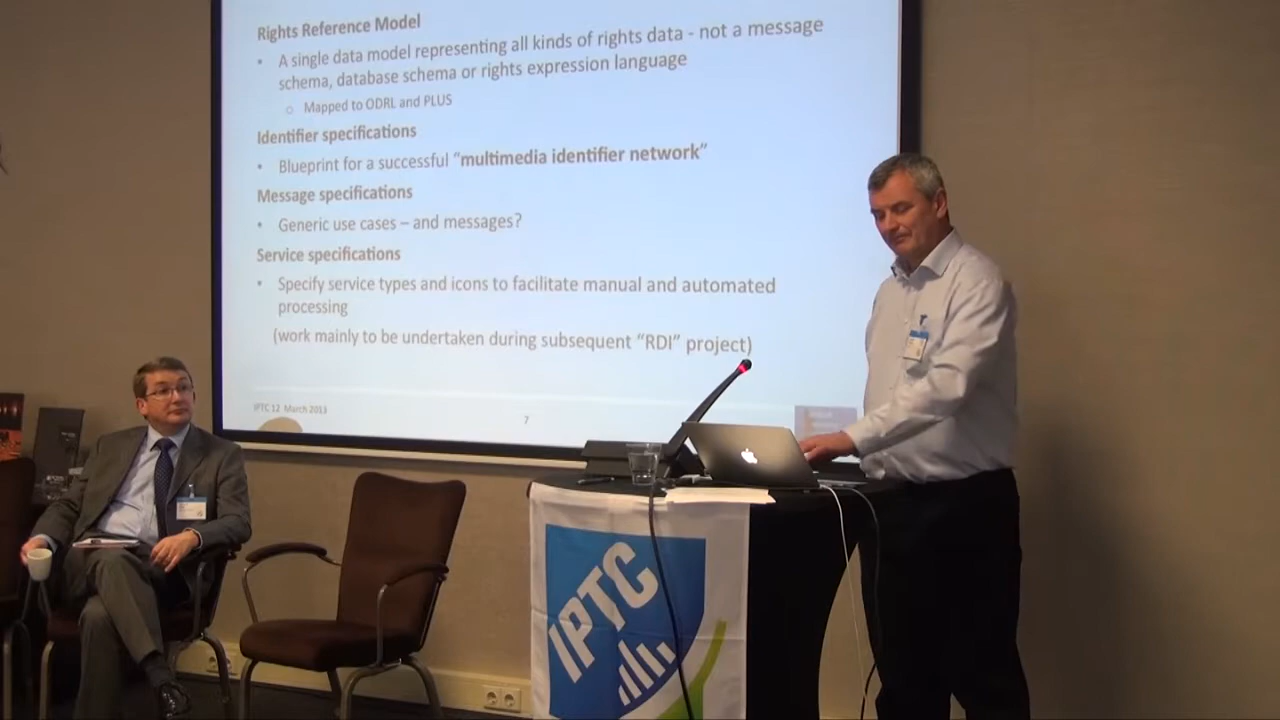 Rights Reference Model
• A single data model representing all kinds of rights data - not a message
schema, database schema or rights expression language
○ Mapped to ODRL and PLUS
Identifier specifications
• Blueprint for a successful “multimedia identifier network”
Message specifications
• Generic use cases – and messages?
Service specifications
• Specify service types and icons to facilitate manual and automated
processing
(work mainly to be undertaken during subsequent “RDI” project)
IPTC 12 March 2013
7
IPTC